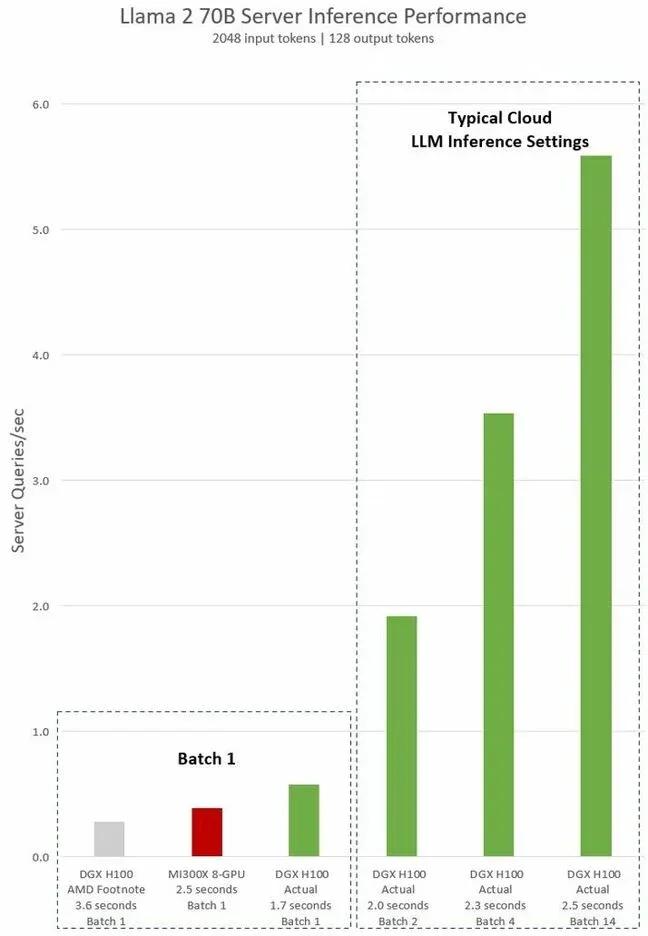 Llama 2 70B Server Inference Performance
2048 input tokens | 128 output tokens
Typical Cloud
LLM Inference Settings
6.0
5.0
4.0
3.0
2.0
1.0
0.0
Server Queries/sec
Batch 1
DGX H100
AMD Footnote
3.6 seconds
Batch 1
MI300X 8-GPU
2.5 seconds
Batch 1
DGX H100
Actual
1.7 seconds
Batch 1
DGX H100
Actual
2.0 seconds
Batch 2
DGX H100
Actual
2.3 seconds
Batch 4
DGX H100
Actual
2.5 seconds
Batch 14